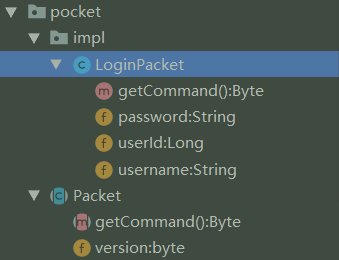 pocket
impl
LoginPacket
getCommand():Byte
password:String
userId:Long
username:String
Packet
getCommand():Byte
version:byte